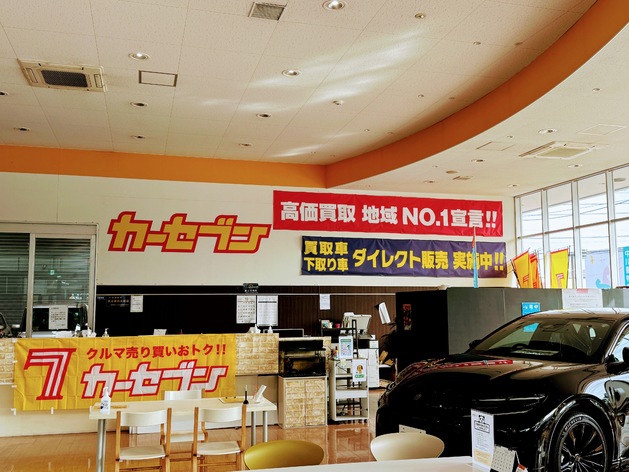 高価買取 地域 NO.1宣言!!
カーセブン
買取車
下取り車
ダイレクト販売 実施中!!
クルマ売り買いおトク!!
7
カーセブン